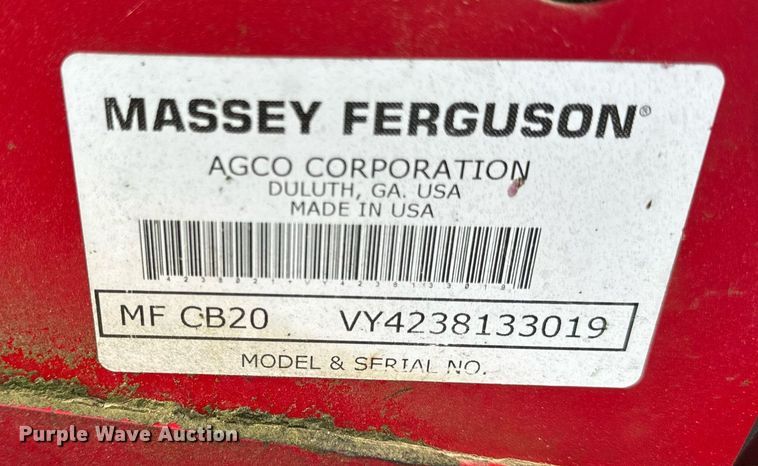 MASSEY FERGUSON®
AGCO CORPORATION
DULUTH, GA. USA
MADE IN USA
MF CB20 VY4238133019
MODEL & SERIAL NO.
Purple Wave Auction